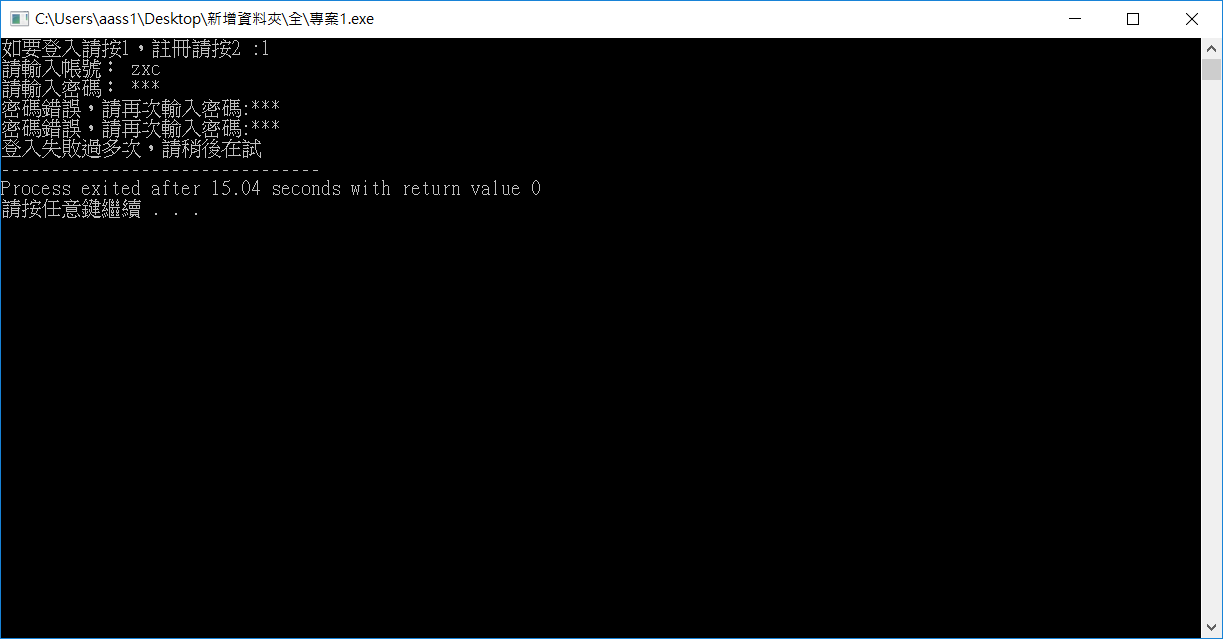 C:\Users\aass1\Desktop\新增資料夾\全\專案1.exe
如要登入請按1，註冊請按2 :1
請輸入帳號： zxc
請輸入密碼： ***
密碼錯誤，請再次輸入密碼:***
密碼錯誤，請再次輸入密碼:***
登入失敗過多次，請稍後在試
--------------------------------
Process exited after 15.04 seconds with return value 0
請按任意鍵繼續 . . .